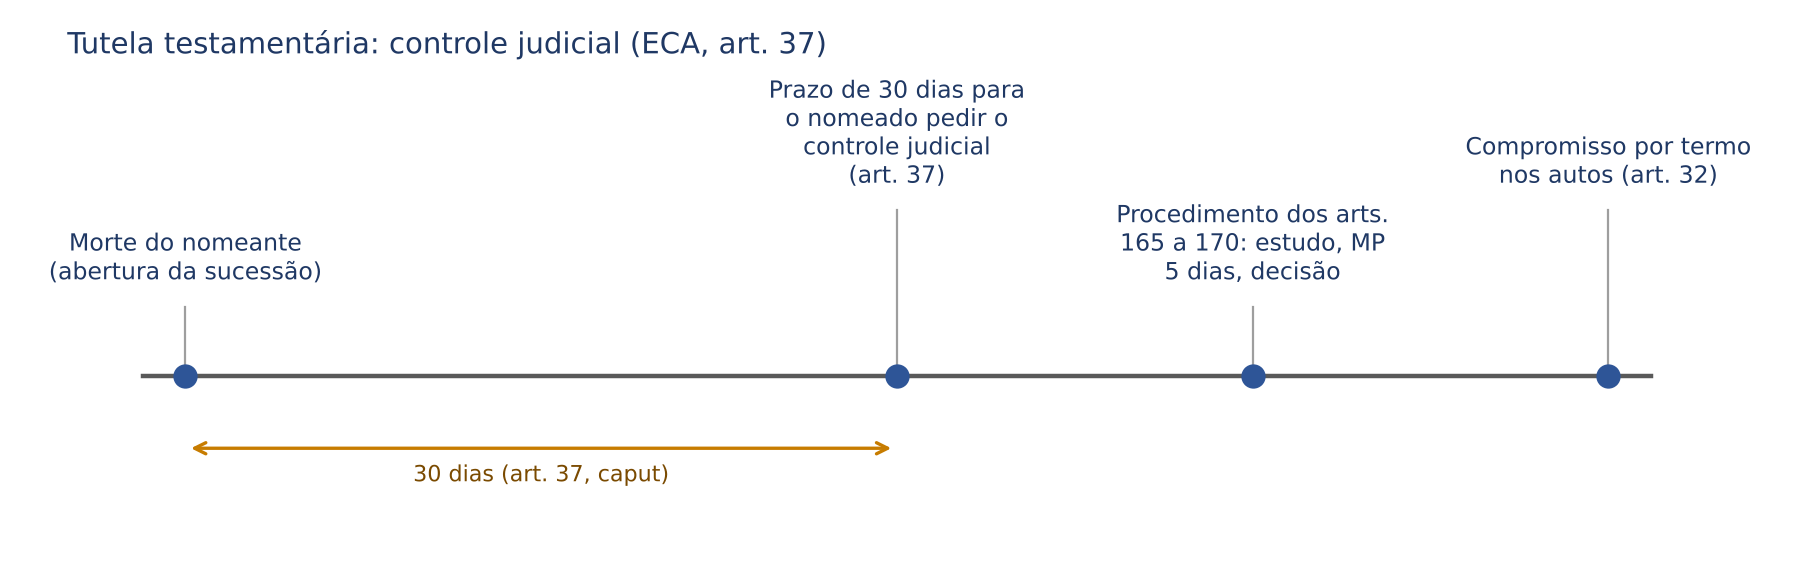 Tutela testamentária: controle judicial (ECA, art. 37)
Prazo de 30 dias para
o nomeado pedir o
controle judicial
(art. 37)
Compromisso por termo
nos autos (art. 32)
Procedimento dos arts.
165 a 170: estudo, MP
5 dias, decisão
Morte do nomeante
(abertura da sucessão)
30 dias (art. 37, caput)